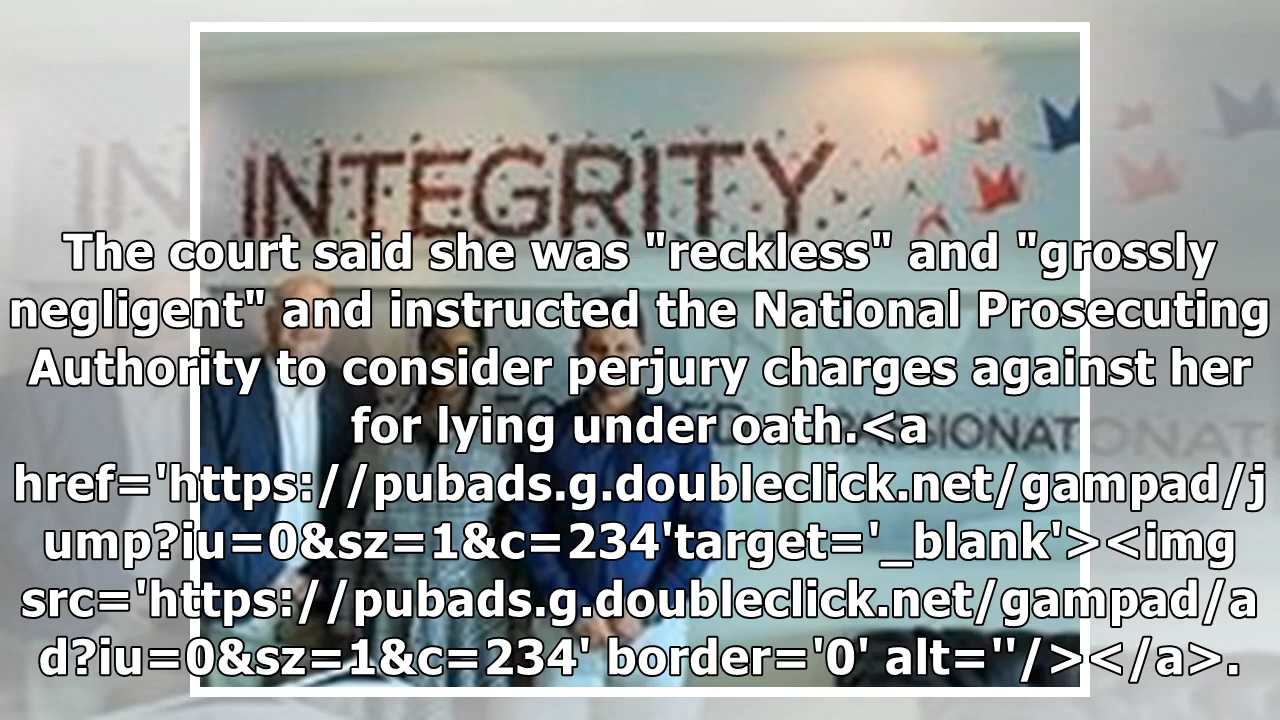 INTEGRITY
The court said she was "reckless" and "grossly
negligent" and instructed the National Prosecuting
Authority to consider perjury charges against her
for lying under oath.<a
href='https://pubads.g.doubleclick.net/gampad/j
ump?iu=0&sz=1&c=234'target='_blank'><img
src='https://pubads.g.doubleclick.net/gampad/a
d?iu=0&sz=1&c=234' border='0' alt=''/></a>.